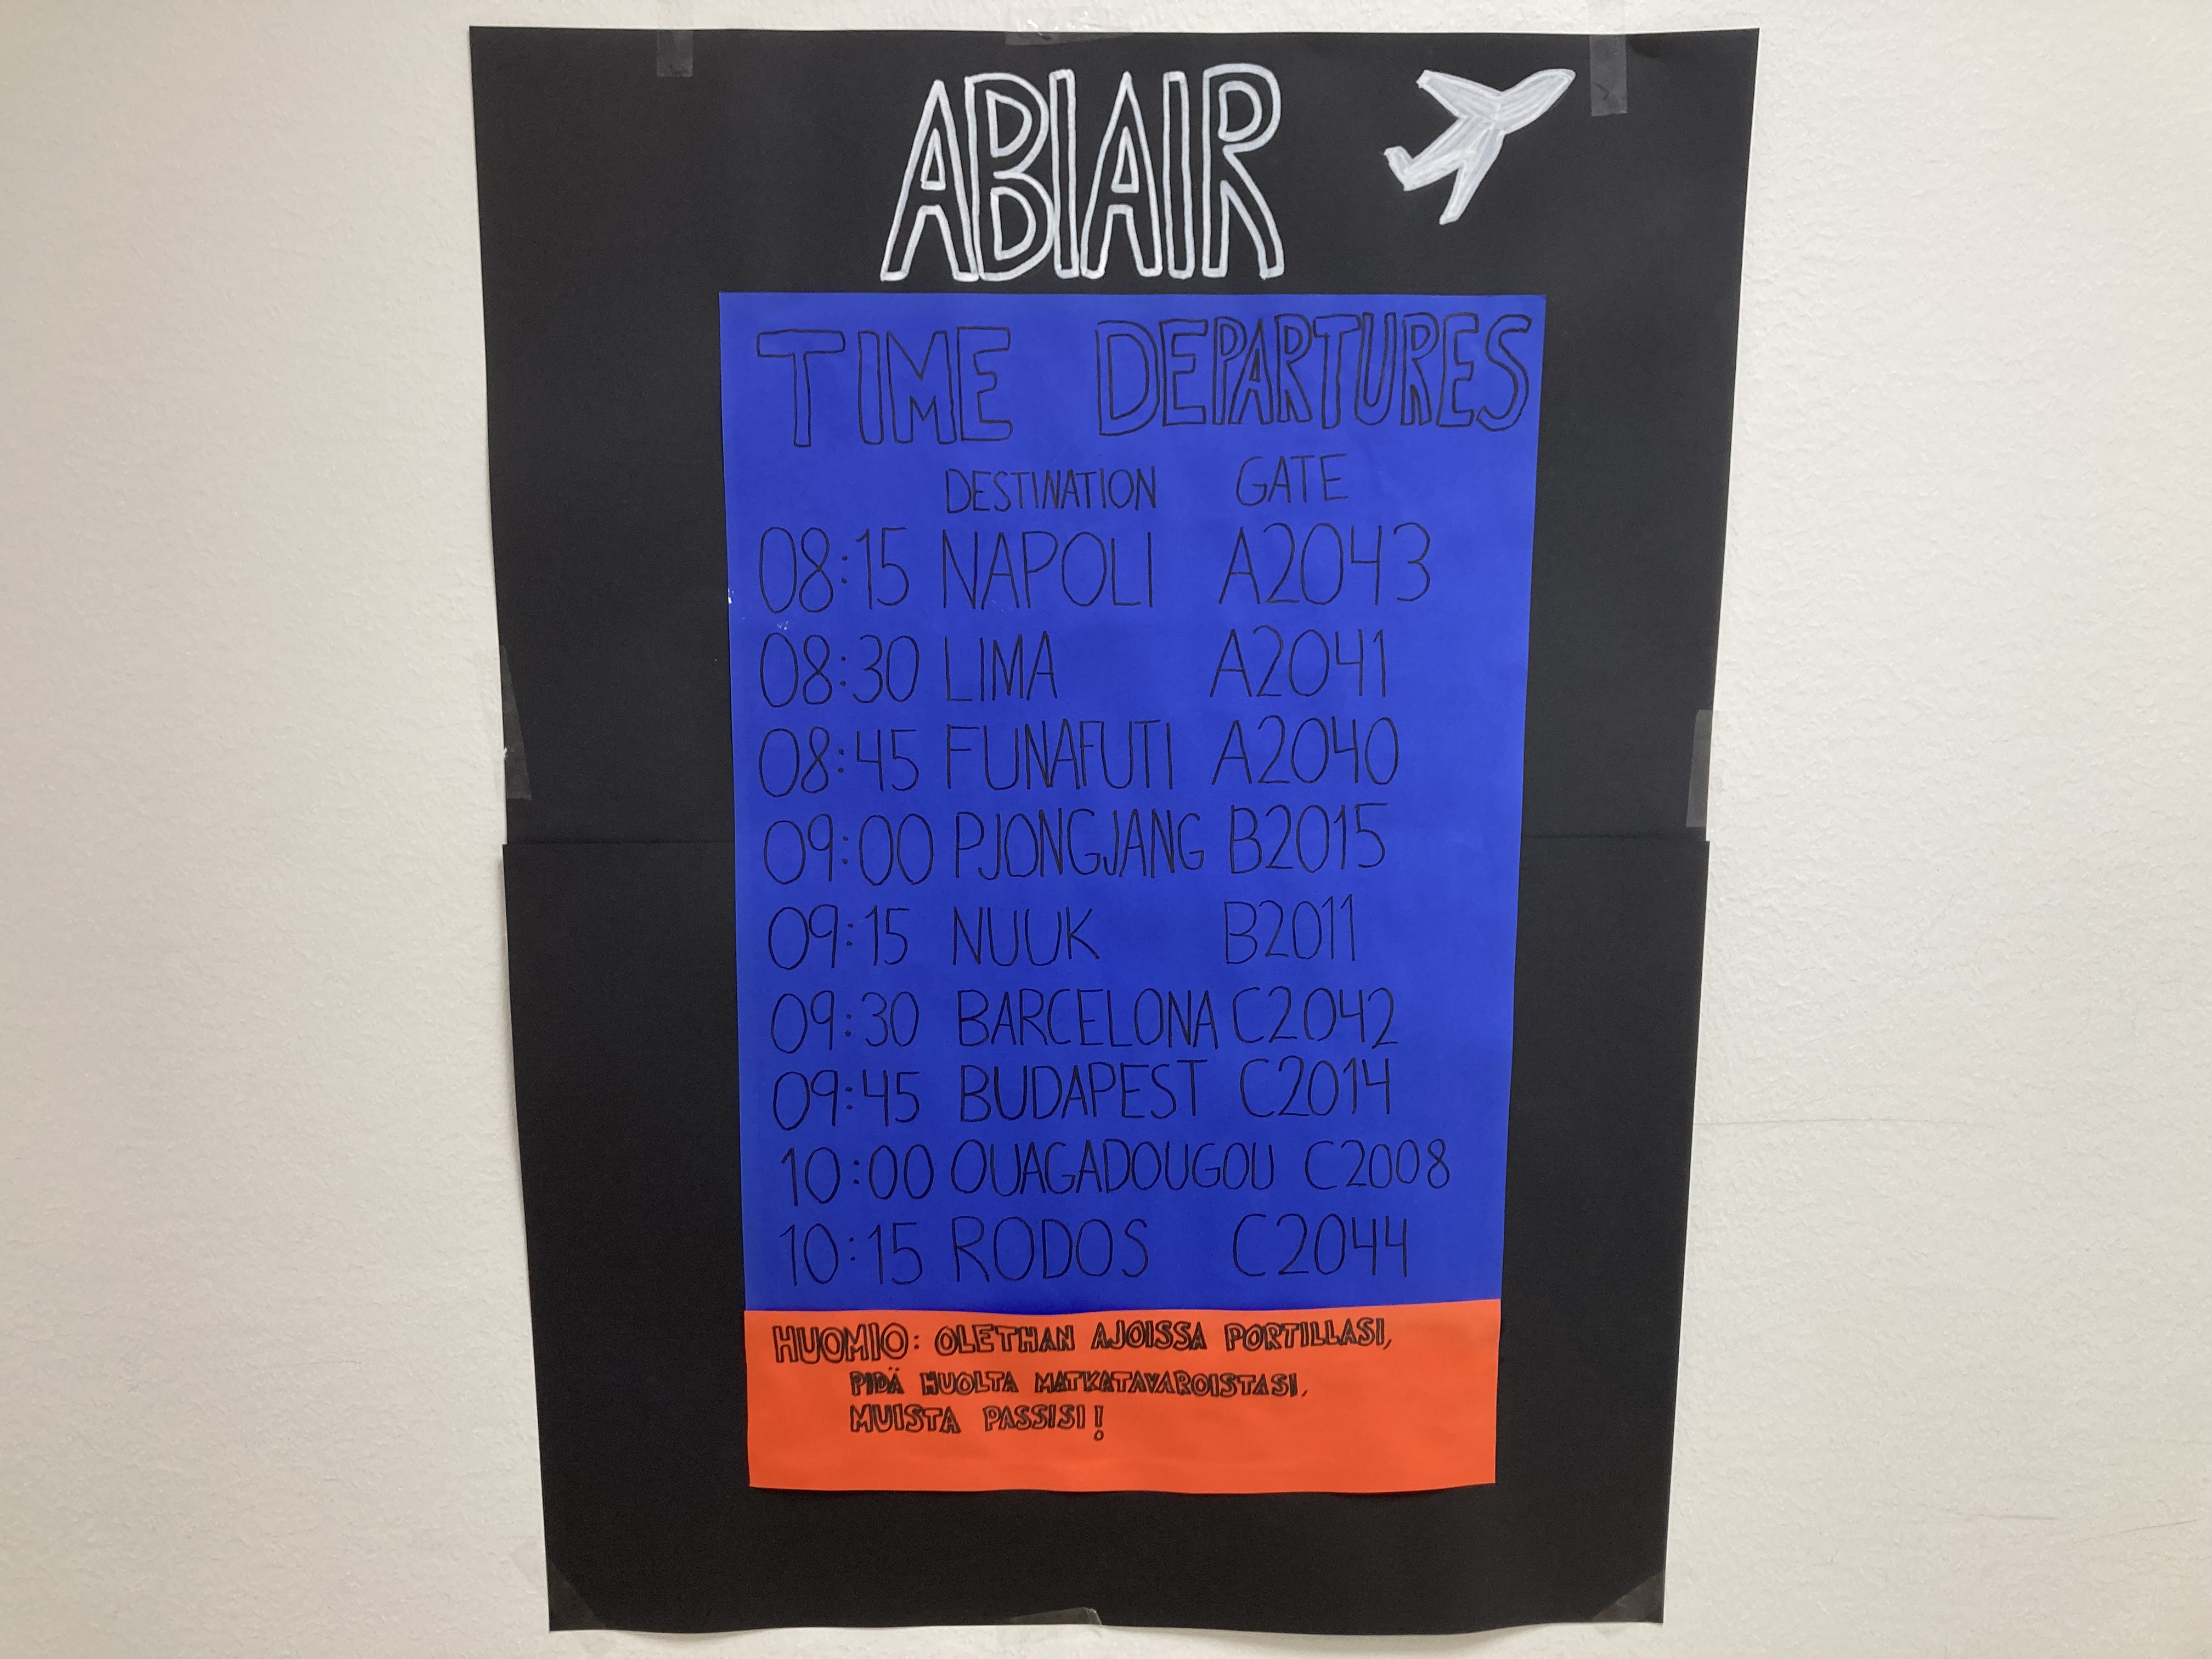 ABIAIR
TIME DEPARTURES
DESTINATION GATE
08:15 NAPOLI A2043
08:30 LIMA A2041
08:45 FUNAFUTI A2040
09:00 PJONGJANG B2015
09:15 NUUK B2011
09:30 BARCELONA C2042
09:45 BUDAPEST C2014
10:00 OUAGADOUGOU C2008
10:15 RODOS C2044
HUOMIO: OLETHAN AJOISSA PORTILLASI,
PIDÄ HUOLTA MATKATAVAROISTASI,
MUISTA PASSISI!